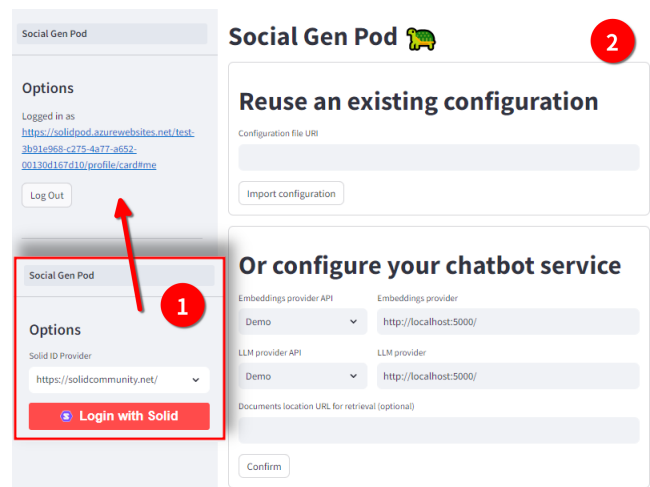 Social Gen Pod
Options
Logged in as
https://solidpod.azurewebsites.net/test-
3b91e968-c275-4a77-a652-
00130d167d10/profile/card#me
Log Out
Social Gen Pod
1
Options
Solid ID Provider
https://solidcommunity.net/
Login with Solid
Social Gen Pod
2
Reuse an existing configuration
Configuration file URI
Import configuration
Or configure your chatbot service
Embeddings provider API Embeddings provider
Demo http://localhost:5000/
LLM provider API LLM provider
Demo http://localhost:5000/
Documents location URL for retrieval (optional)
Confirm